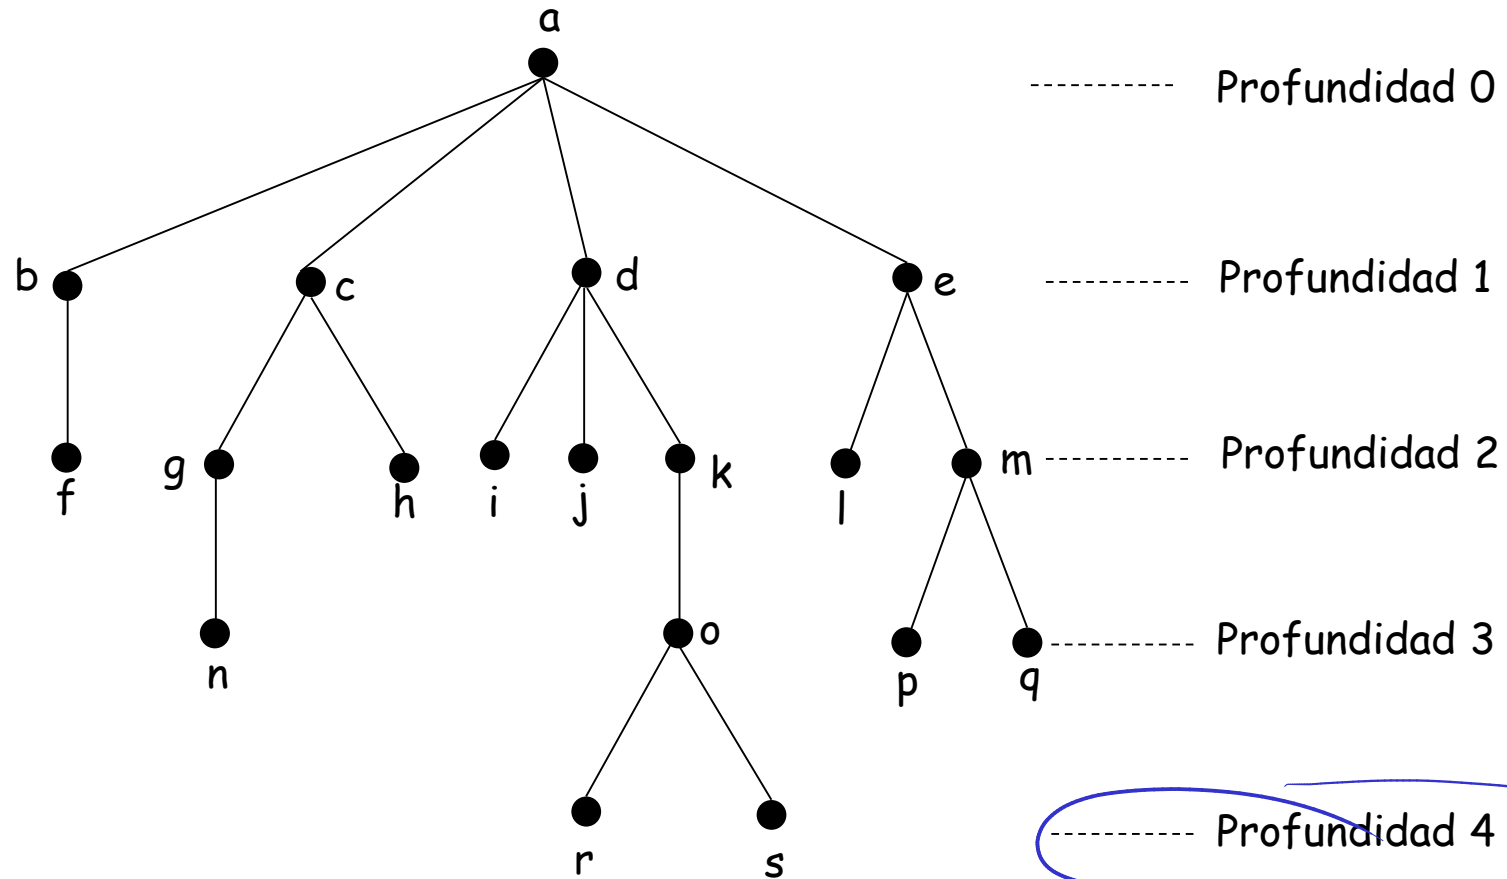 a
Profundidad 0
b
c
d
e
Profundidad 1
f
g
h
i
j
k
l
m
Profundidad 2
n
o
p
q
Profundidad 3
r
s
Profundidad 4